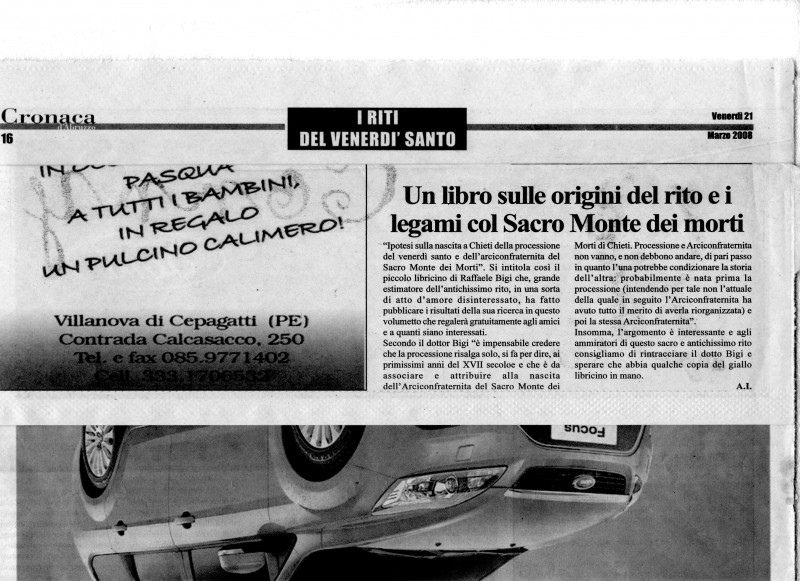 Cronaca
d'Abruzzo
16
I RITI
DEL VENERDI' SANTO
Venerdì 21
Marzo 2008
PASQUA
A TUTTI I BAMBINI,
IN REGALO
UN PULCINO CALIMERO!
Villanova di Cepagatti (PE)
Contrada Calcasacco, 250
Tel. e fax 085.9771402
Cell. 333.1706532
Un libro sulle origini del rito e i
legami col Sacro Monte dei morti
“Ipotesi sulla nascita a Chieti della processione
del venerdì santo e dell’arciconfraternita del
Sacro Monte dei Morti”. Si intitola così il
piccolo libricino di Raffaele Bigi che, grande
estimatore dell’antichissimo rito, in una sorta
di atto d’amore disinteressato, ha fatto
pubblicare i risultati della sua ricerca in questo
volumetto che regalerà gratuitamente agli amici
e a quanti siano interessati.
Secondo il dottor Bigi “è impensabile credere
che la processione risalga solo, si fa per dire, ai
primissimi anni del XVII secoloe e che è da
associare e attribuire alla nascita
dell’Arciconfraternita del Sacro Monte dei
Morti di Chieti. Processione e Arciconfraternita
non vanno, e non debbono andare, di pari passo
in quanto l’una potrebbe condizionare la storia
dell’altra: probabilmente è nata prima la
processione (intendendo per tale non l’attuale
della quale in seguito l’Arciconfraternita ha
avuto tutto il merito di averla riorganizzata) e
poi la stessa Arciconfraternita”.
Insomma, l’argomento è interessante e agli
ammiratori di questo sacro e antichissimo rito
consigliamo di rintracciare il dotto Bigi e
sperare che abbia qualche copia del giallo
libricino in mano.
A.I.
Focus